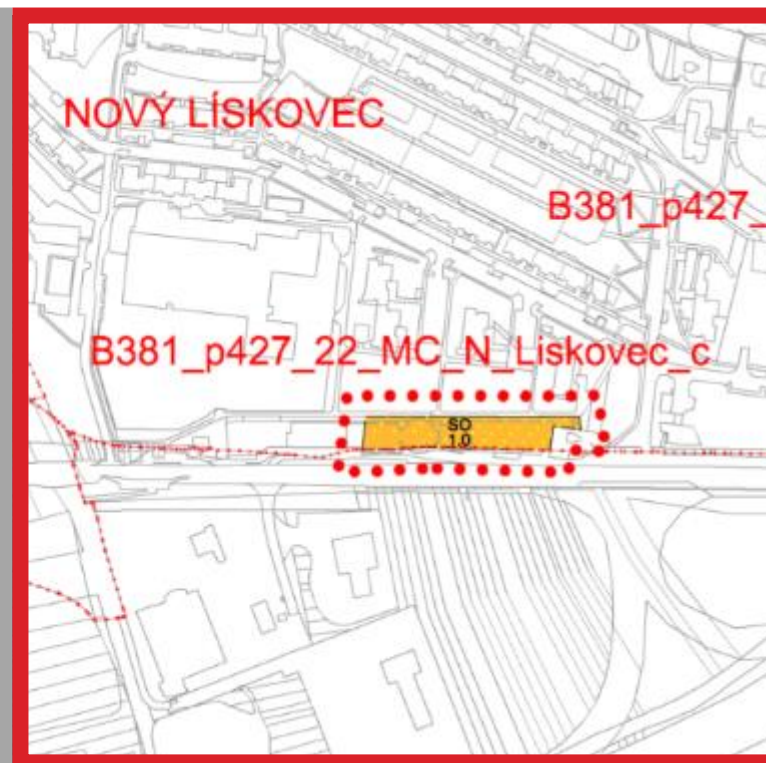 NOVÝ LÍSKOVEC
B381_p427_
B381_p427_22_MC_N_Liskovec_c
SO
1.0